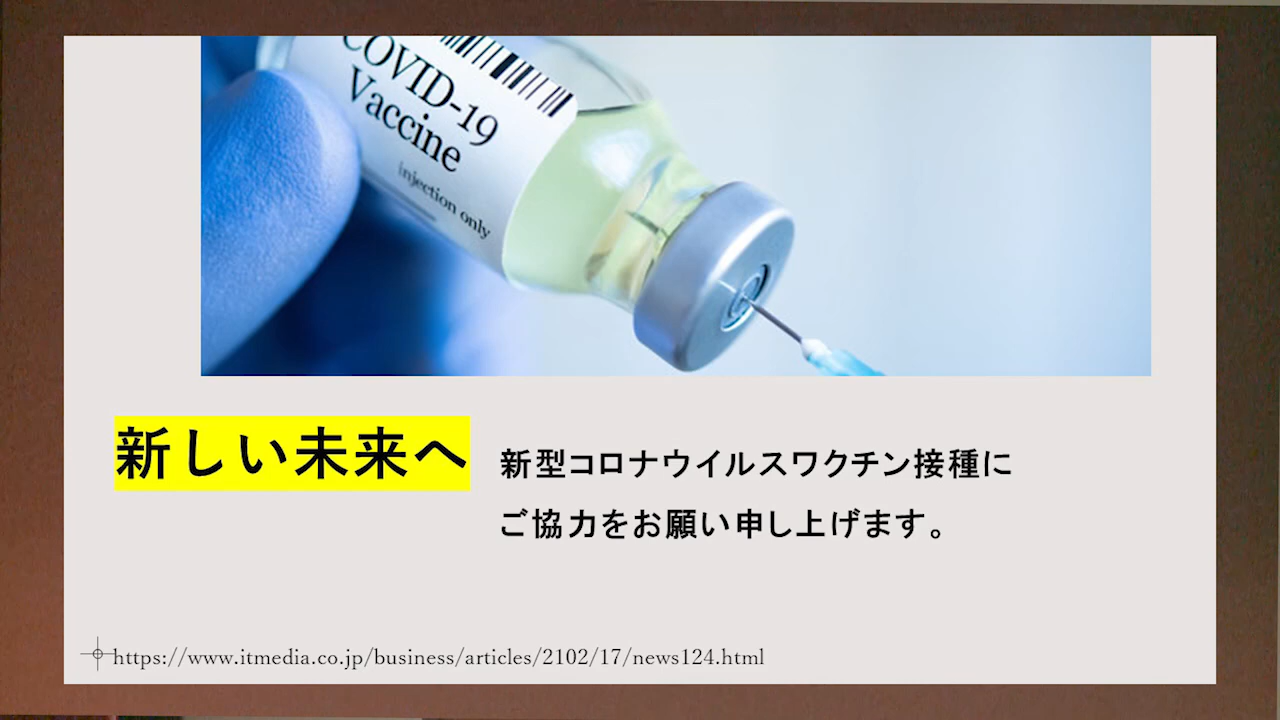 COVID-19
Vaccine
injection only
新しい未来へ
新型コロナウイルスワクチン接種に
ご協力をお願い申し上げます。
https://www.itmedia.co.jp/business/articles/2102/17/news124.html